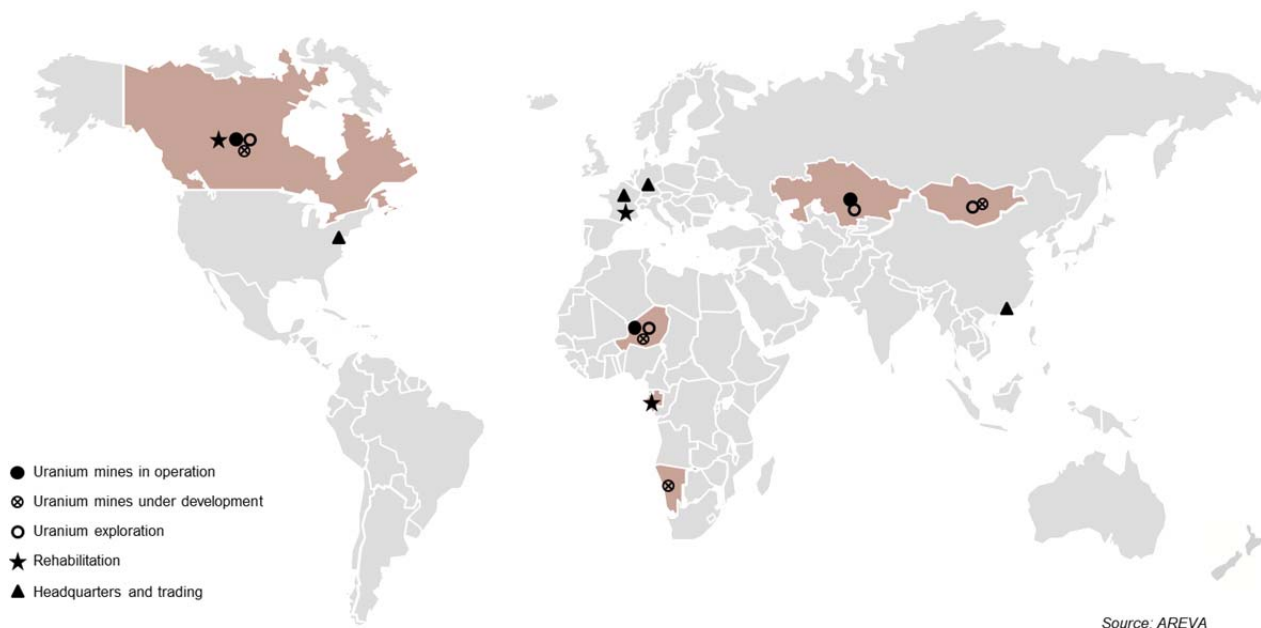 Uranium mines in operation
Uranium mines under development
Uranium exploration
Rehabilitation
Headquarters and trading
Source: AREVA